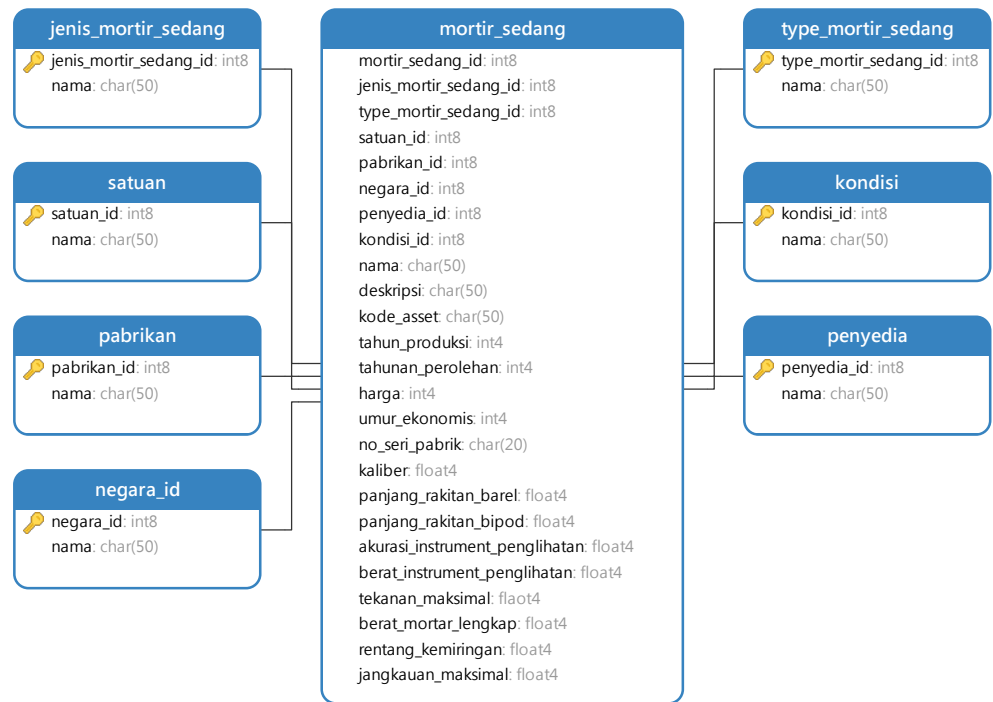 jenis_mortir_sedang
jenis_mortir_sedang_id: int8
nama: char(50)
satuan
satuan_id: int8
nama: char(50)
pabrikan
pabrikan_id: int8
nama: char(50)
negara_id
negara_id: int8
nama: char(50)
mortir_sedang
mortir_sedang_id: int8
jenis_mortir_sedang_id: int8
type_mortir_sedang_id: int8
satuan_id: int8
pabrikan_id: int8
negara_id: int8
penyedia_id: int8
kondisi_id: int8
nama: char(50)
deskripsi: char(50)
kode_asset: char(50)
tahun_produksi: int4
tahunan_perolehan: int4
harga: int4
umur_ekonomis: int4
no_seri_pabrik: char(20)
kaliber: float4
panjang_rakitan_barel: float4
panjang_rakitan_bipod: float4
akurasi_instrument_penglihatan: float4
berat_instrument_penglihatan: float4
tekanan_maksimal: flaot4
berat_mortar_lengkap: float4
rentang_kemiringan: float4
jangkauan_maksimal: float4
type_mortir_sedang
type_mortir_sedang_id: int8
nama: char(50)
kondisi
kondisi_id: int8
nama: char(50)
penyedia
penyedia_id: int8
nama: char(50)